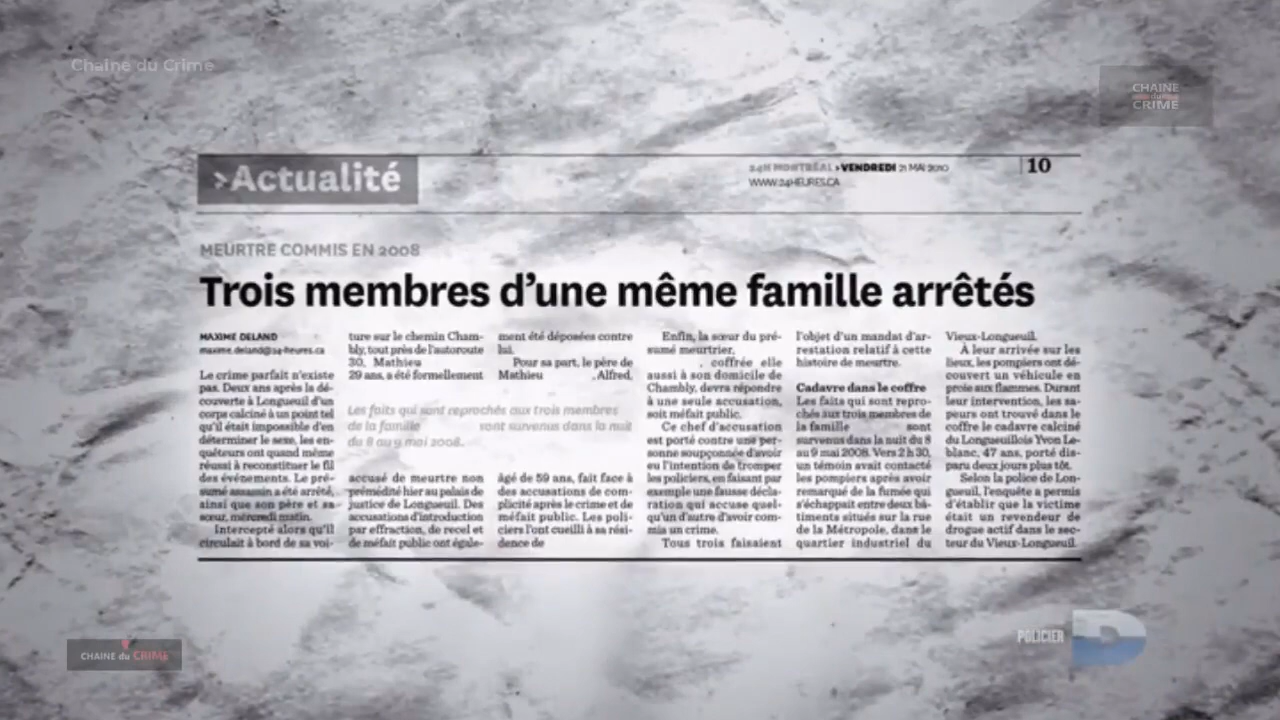 Chaine du Crime
CHAINE
du
CRIME
>Actualité
24H MONTRÉAL > VENDREDI 21 MAI 2010
WWW.24HEURES.CA
10
MEURTRE COMMIS EN 2008
Trois membres d'une même famille arrêtés
MAXIME DELAND
maxime.deland@24-heures.ca
Le crime parfait n'existe
pas. Deux ans après la dé-
couverte à Longueuil d'un
corps calciné à un point tel
qu'il était impossible d'en
déterminer le sexe, les en-
quêteurs ont quand même
réussi à reconstituer le fil
des événements. Le pré-
sumé assassin a été arrêté,
ainsi que son père et sa
sœur, mercredi matin.
Intercepté alors qu'il
circulait à bord de sa voi-
ture sur le chemin Cham-
bly, tout près de l'autoroute
30, Mathieu
29 ans, a été formellement
Les faits qui sont reprochés aux trois membres
de la famille sont survenus dans la nuit
du 8 au 9 mai 2008.
accusé de meurtre non
prémédité hier au palais de
justice de Longueuil. Des
accusations d'introduction
par effraction, de recel et
de méfait public ont égale-
ment été déposées contre
lui.
Pour sa part, le père de
Mathieu , Alfred,
âgé de 59 ans, fait face à
des accusations de com-
plicité après le crime et de
méfait public. Les poli-
ciers l'ont cueilli à sa rési-
dence de
Enfin, la sœur du pré-
sumé meurtrier,
, coffrée elle
aussi à son domicile de
Chambly, devra répondre
à une seule accusation,
soit méfait public.
Ce chef d'accusation
est porté contre une per-
sonne soupçonnée d'avoir
eu l'intention de tromper
les policiers, en faisant par
exemple une fausse décla-
ration qui accuse quel-
qu'un d'autre d'avoir com-
mis un crime.
Tous trois faisaient
l'objet d'un mandat d'ar-
restation relatif à cette
histoire de meurtre.
Cadavre dans le coffre
Les faits qui sont repro-
chés aux trois membres de
la famille sont
survenus dans la nuit du 8
au 9 mai 2008. Vers 2 h 30,
un témoin avait contacté
les pompiers après avoir
remarqué de la fumée qui
s'échappait entre deux bâ-
timents situés sur la rue
de la Métropole, dans le
quartier industriel du
Vieux-Longueuil.
À leur arrivée sur les
lieux, les pompiers ont dé-
couvert un véhicule en
proie aux flammes. Durant
leur intervention, les sa-
peurs ont trouvé dans le
coffre le cadavre calciné
du Longueuillois Yvon Le-
blanc, 47 ans, porté dis-
paru deux jours plus tôt.
Selon la police de Lon-
gueuil, l'enquête a permis
d'établir que la victime
était un revendeur de
drogue actif dans le sec-
teur du Vieux-Longueuil.
CHAINE du CRIME
POLICIER D